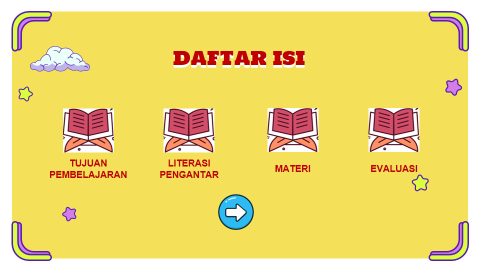 DAFTAR ISI
TUJUAN
PEMBELAJARAN
LITERASI
PENGANTAR
MATERI
EVALUASI